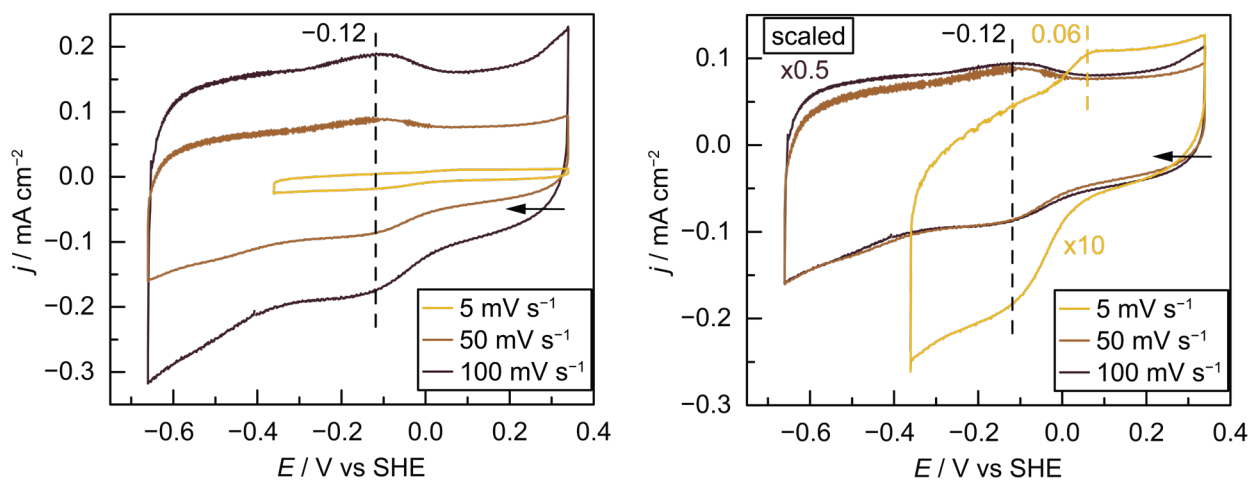 −0.12
0.2
0.1
0.0
−0.1
−0.2
−0.3
j / mA cm⁻²
5 mV s⁻¹
50 mV s⁻¹
100 mV s⁻¹
−0.6
−0.4
−0.2
0.0
0.2
0.4
E / V vs SHE
scaled
x0.5
−0.12
0.06
0.1
0.0
−0.1
−0.2
−0.3
j / mA cm⁻²
x10
5 mV s⁻¹
50 mV s⁻¹
100 mV s⁻¹
−0.6
−0.4
−0.2
0.0
0.2
0.4
E / V vs SHE